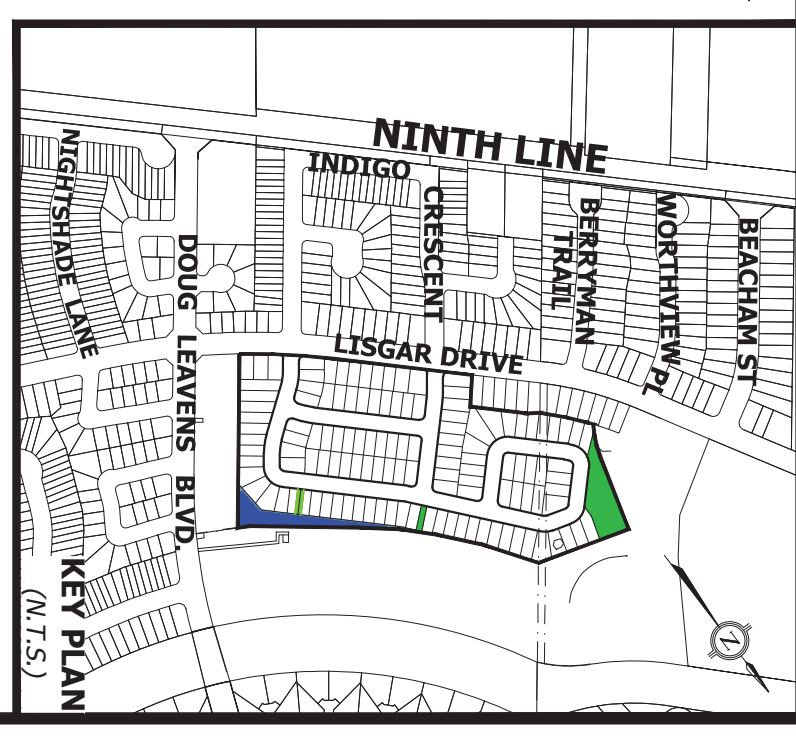 NINTH LINE
INDIGO
CRESCENT
NIGHTSHADE LANE
DOUG LEAVENS BLVD.
BERRYMAN
TRAIL
WORTHVIEW PL
BEACHAM ST
LISGAR DRIVE
KEY PLAN
(N.T.S.)
N